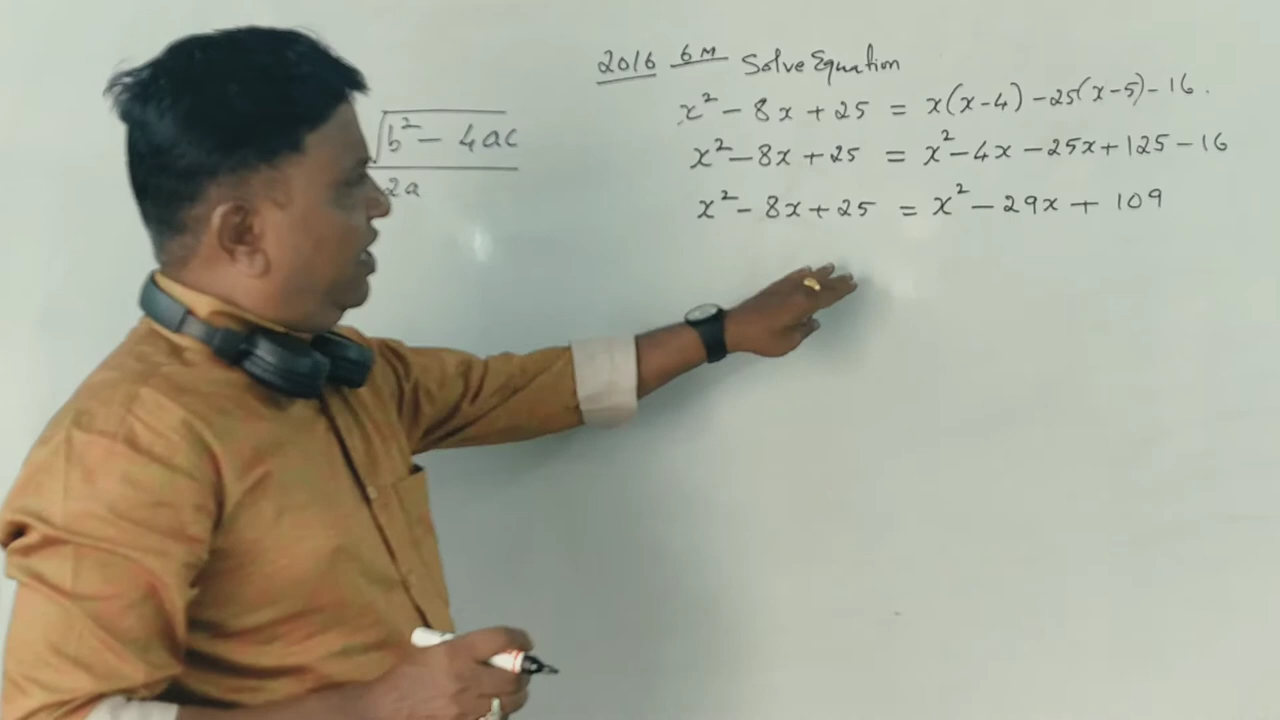 2016 6M Solve Equation
x² - 8x + 25 = x(x-4) - 25(x-5) - 16.
x² - 8x + 25 = x² - 4x - 25x + 125 - 16
x² - 8x + 25 = x² - 29x + 109
√b² - 4ac
2a